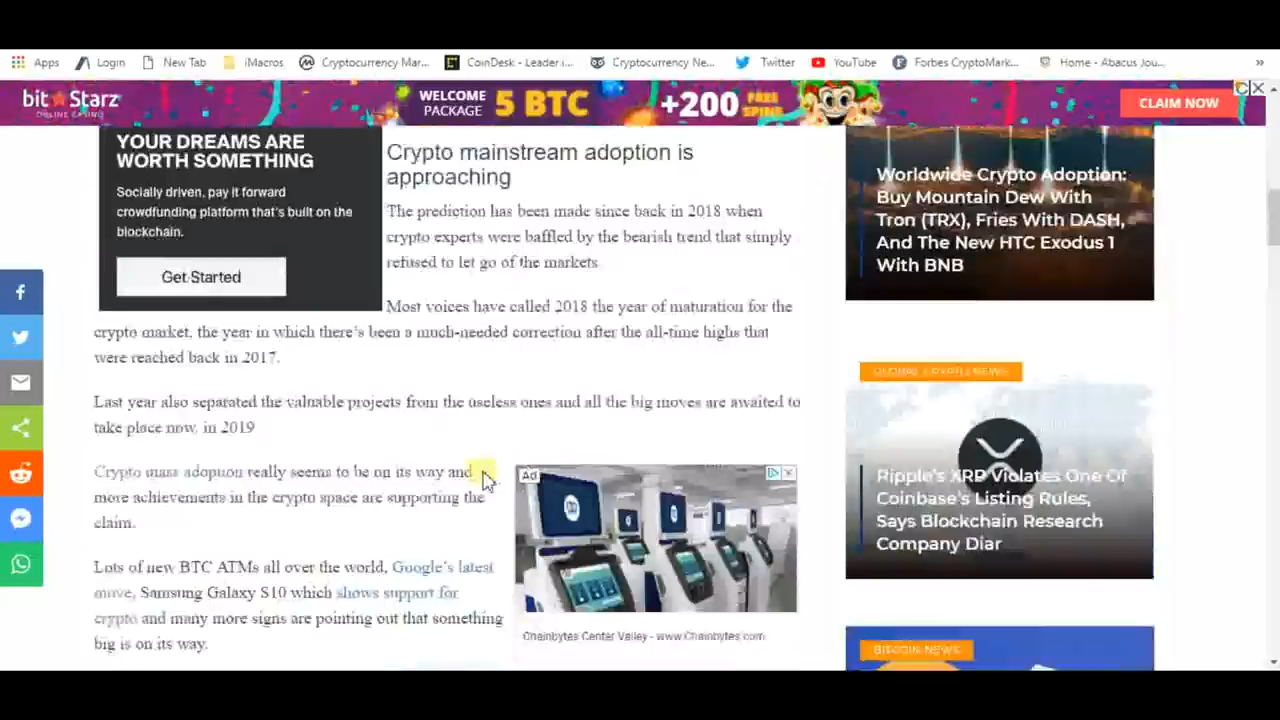 Apps Login New Tab iMacros Cryptocurrency Mar... CoinDesk - Leader i... Cryptocurrency Ne... Twitter YouTube Forbes CryptoMark... Home - Abacus Jou... »
bit★Starz
ONLINE CASINO
WELCOME
PACKAGE
5 BTC
+200
FREE
SPINS
CLAIM NOW
YOUR DREAMS ARE
WORTH SOMETHING
Socially driven, pay it forward
crowdfunding platform that's built on the
blockchain.
Get Started
Crypto mainstream adoption is
approaching
The prediction has been made since back in 2018 when
crypto experts were baffled by the bearish trend that simply
refused to let go of the markets.
Most voices have called 2018 the year of maturation for the
crypto market, the year in which there's been a much-needed correction after the all-time highs that
were reached back in 2017.
Last year also separated the valuable projects from the useless ones and all the big moves are awaited to
take place now, in 2019
Crypto mass adoption really seems to be on its way and
more achievements in the crypto space are supporting the
claim.
Lots of new BTC ATMs all over the world, Google's latest
move, Samsung Galaxy S10 which shows support for
crypto and many more signs are pointing out that something
big is on its way.
Ad
Chainbytes Center Valley - www.Chainbytes.com
Worldwide Crypto Adoption:
Buy Mountain Dew With
Tron (TRX), Fries With DASH,
And The New HTC Exodus 1
With BNB
GLOBAL CRYPTO NEWS
Ripple's XRP Violates One Of
Coinbase's Listing Rules,
Says Blockchain Research
Company Diar
BITCOIN NEWS